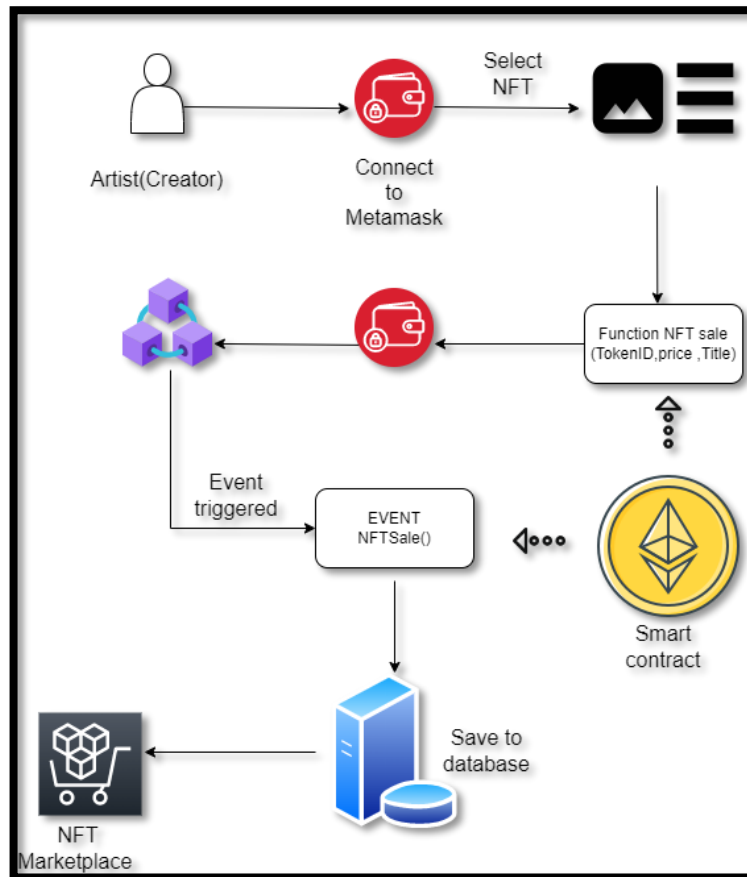 Select
NFT
Artist(Creator)
Connect
to
Metamask
Function NFT sale
(TokenID,price ,Title)
Event
triggered
EVENT
NFTSale()
Smart
contract
Save to
database
NFT
Marketplace